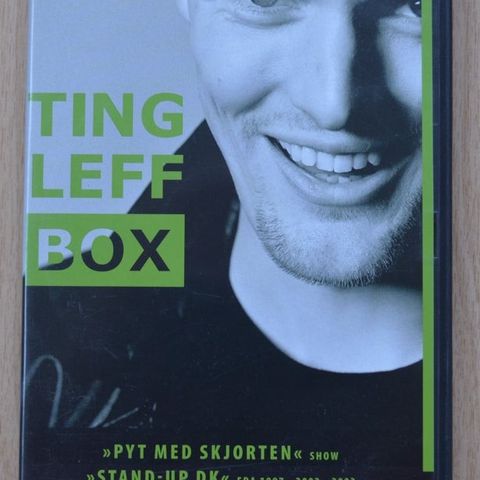 TING
LEFF
BOX
»PYT MED SKJORTEN« SHOW
»STAND-UP.DK«